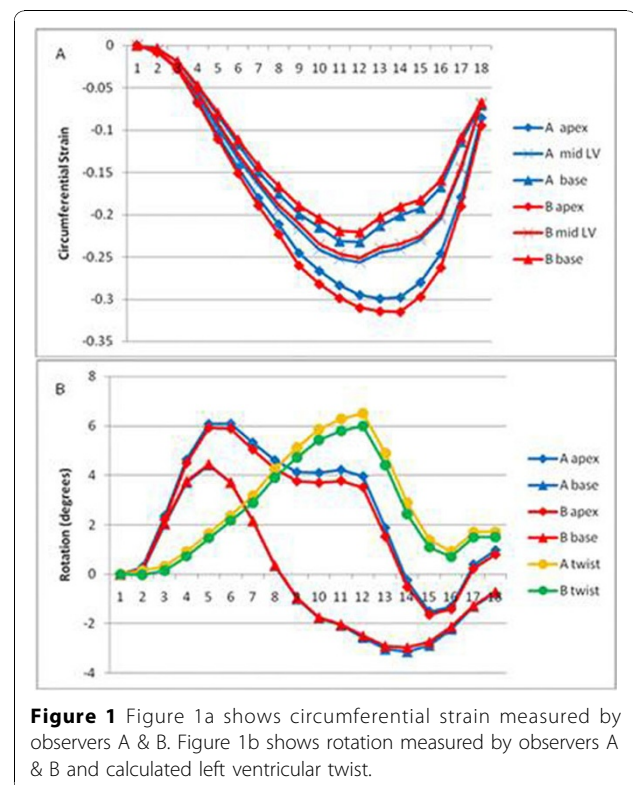 A
0
1 2 3 4 5 6 7 8 9 10 11 12 13 14 15 16 17 18
-0.05
-0.1
-0.15
-0.2
-0.25
-0.3
-0.35
Circumferential Strain
A apex
A mid LV
A base
B apex
B mid LV
B base
B
8
6
4
2
0
-2
-4
1 2 3 4 5 6 7 8 9 10 11 12 13 14 15 16 17 18
Rotation (degrees)
A apex
A base
B apex
B base
A twist
B twist
Figure 1 Figure 1a shows circumferential strain measured by
observers A & B. Figure 1b shows rotation measured by observers A
& B and calculated left ventricular twist.